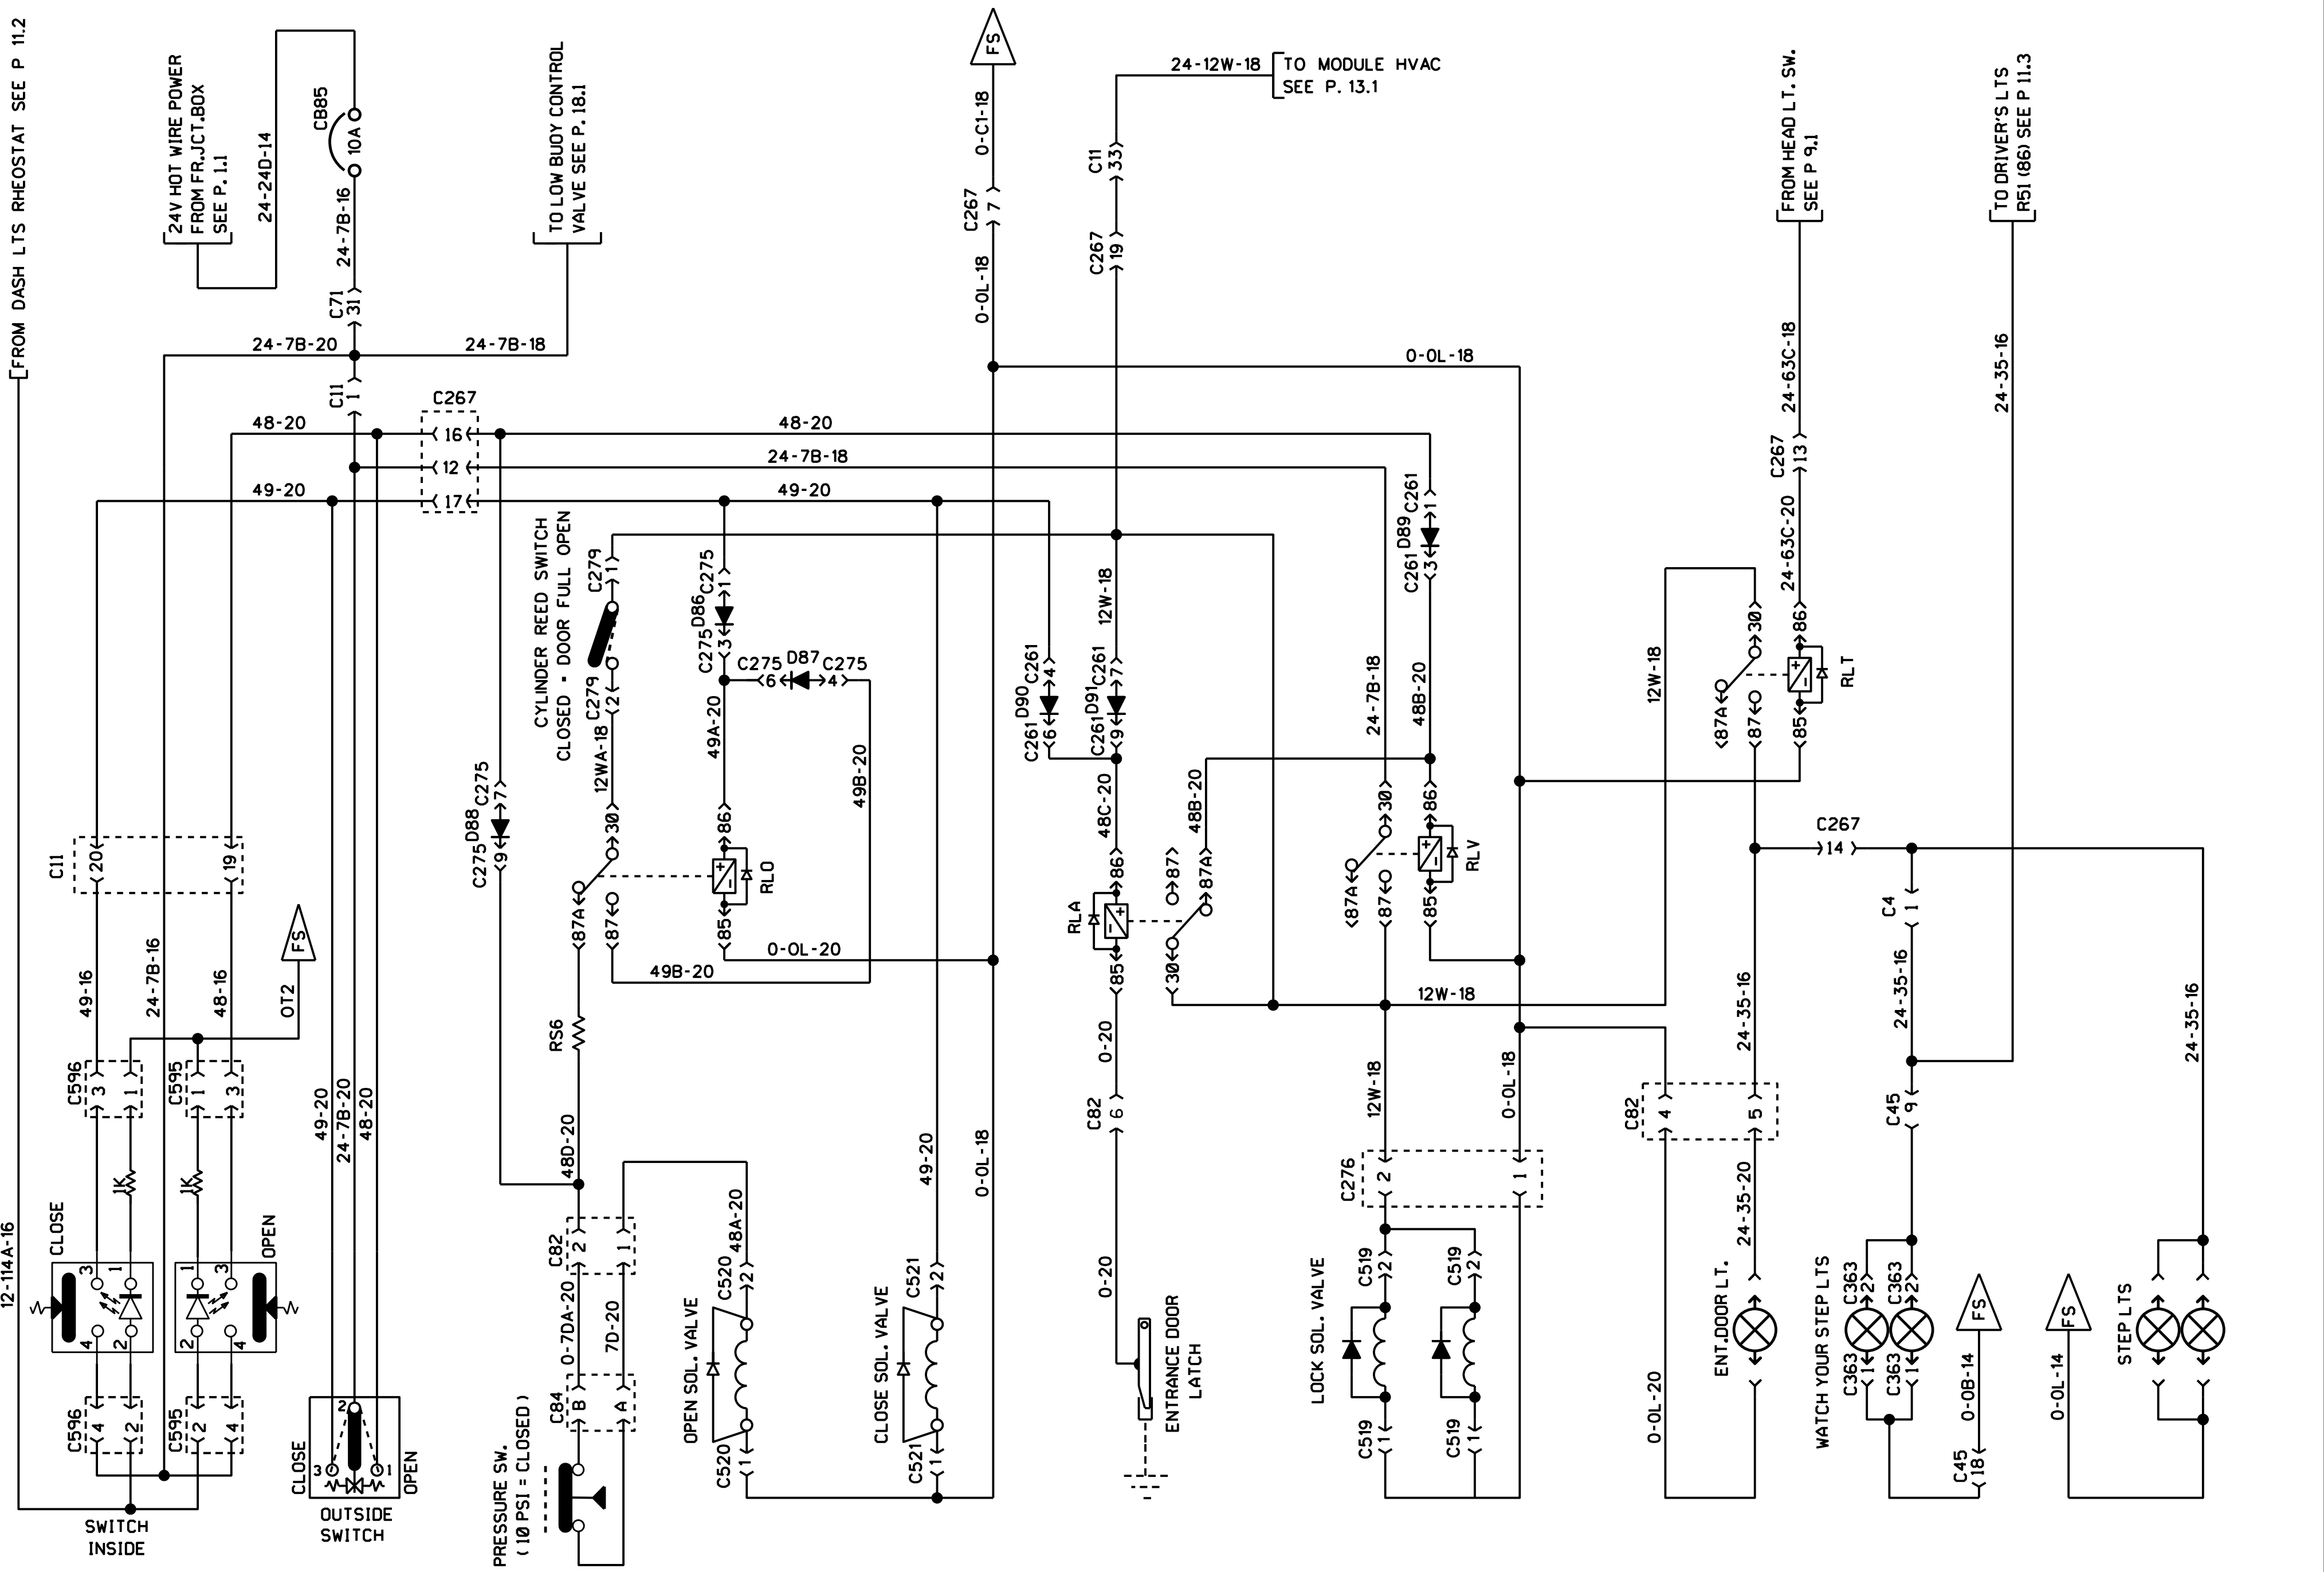 FROM DASH LTS RHEOSTAT SEE P 11.2
12-114A-16
24V HOT WIRE POWER
FROM FR.JCT.BOX
SEE P. 1.1
24-24D-14
CB85
10A
24-7B-16
C71
31
24-7B-20
24-7B-18
C11
1
TO LOW BUOY CONTROL
VALVE SEE P. 18.1
FS
0-C1-18
C267
7
0-0L-18
24-12W-18
TO MODULE HVAC
SEE P. 13.1
C11
33
C267
19
FROM HEAD LT. SW.
SEE P 9.1
24-63C-18
C267
13
24-63C-20
TO DRIVER'S LTS
R51 (86) SEE P 11.3
24-35-16
0-0L-18
48-20
C267
16
48-20
12
24-7B-18
49-20
17
49-20
CYLINDER REED SWITCH
CLOSED = DOOR FULL OPEN
C279
1
C279
2
12WA-18
C275
1
D86
C275
3
C275
D87
C275
6
4
49A-20
49B-20
12W-18
D90
C261
4
C261
6
D91
C261
7
C261
9
C261
1
D89
C261
3
24-7B-18
48B-20
12W-18
30
86
87A
87
85
RLT
C275
7
D88
C275
9
30
86
87A
87
85
RLO
0-0L-20
49B-20
48C-20
48B-20
RLA
86
87
87A
85
30
30
86
87A
87
85
RLV
12W-18
C267
14
C4
1
24-35-16
24-35-16
24-35-16
C11
20
19
49-16
24-7B-16
48-16
FS
0T2
C596
3
1
C595
1
3
1K
1K
49-20
24-7B-20
48-20
RS6
48D-20
48A-20
49-20
0-0L-18
0-20
C82
6
12W-18
0-0L-18
C276
2
1
C82
4
5
C45
9
24-35-20
CLOSE
3
1
4
2
OPEN
1
3
2
4
C596
4
2
C595
2
4
SWITCH
INSIDE
CLOSE
2
3
1
OPEN
OUTSIDE
SWITCH
C82
2
1
0-7DA-20
7D-20
C84
B
A
PRESSURE SW.
( 10 PSI = CLOSED )
OPEN SOL. VALVE
C520
2
C520
1
CLOSE SOL. VALVE
C521
2
C521
1
0-20
ENTRANCE DOOR
LATCH
LOCK SOL. VALVE
C519
2
C519
2
C519
1
C519
1
0-0L-20
ENT.DOOR LT.
WATCH YOUR STEP LTS
C363
2
C363
2
C363
1
C363
1
FS
0-0B-14
C45
18
FS
0-0L-14
STEP LTS